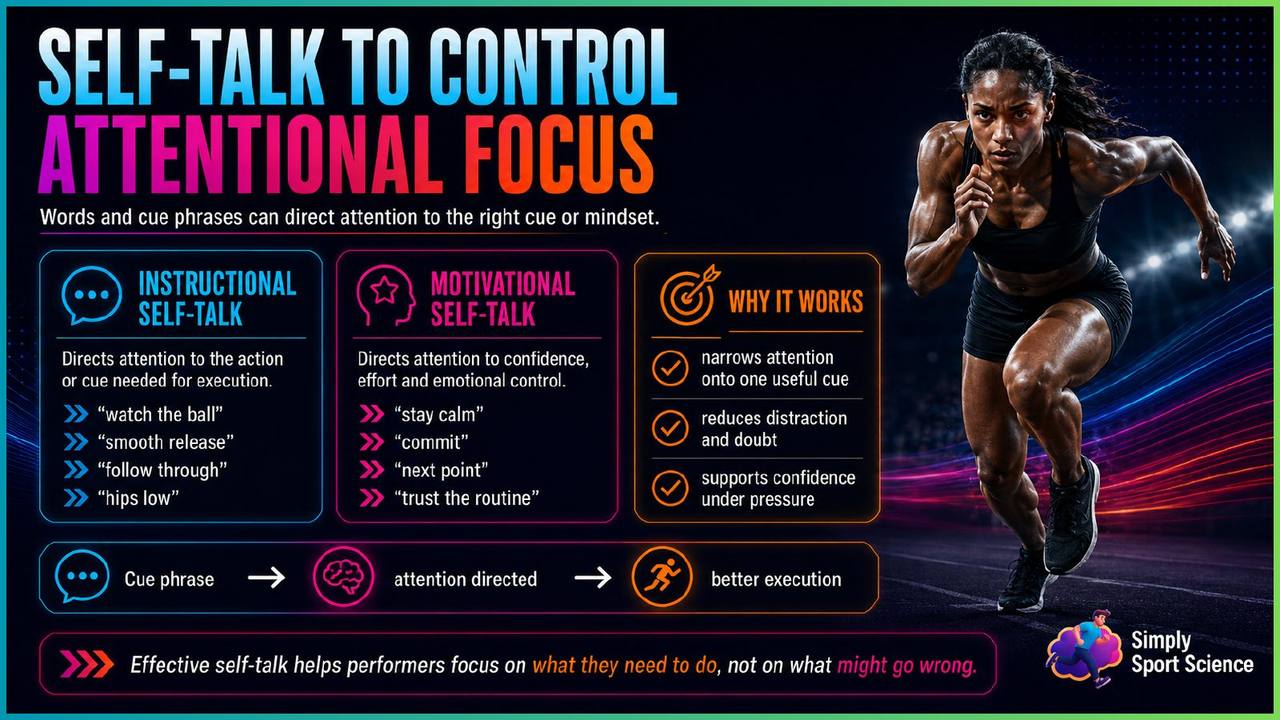 SELF-TALK TO CONTROL
ATTENTIONAL FOCUS
Words and cue phrases can direct attention to the right cue or mindset.
INSTRUCTIONAL
SELF-TALK
Directs attention to the action
or cue needed for execution.
“watch the ball”
“smooth release”
“follow through”
“hips low”
MOTIVATIONAL
SELF-TALK
Directs attention to confidence,
effort and emotional control.
“stay calm”
“commit”
“next point”
“trust the routine”
WHY IT WORKS
narrows attention
onto one useful cue
reduces distraction
and doubt
supports confidence
under pressure
Cue phrase
attention directed
better execution
Effective self-talk helps performers focus on what they need to do, not on what might go wrong.
Simply
Sport Science